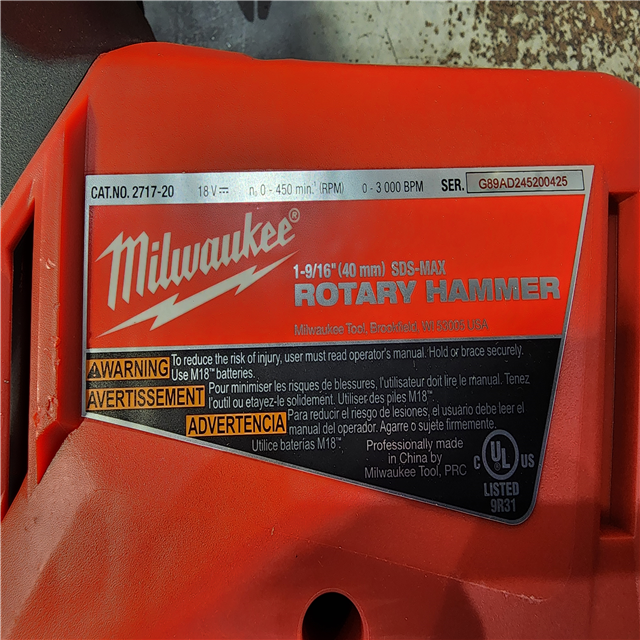 CAT.NO. 2717-20 18 V⎓ n₀ 0 - 450 min.⁻¹ (RPM) 0 - 3 000 BPM SER. G89AD245200425
Milwaukee®
1-9/16" (40 mm) SDS-MAX
ROTARY HAMMER
Milwaukee Tool, Brookfield, WI 53005 USA
WARNING To reduce the risk of injury, user must read operator's manual. Hold or brace securely.
Use M18™ batteries.
AVERTISSEMENT Pour minimiser les risques de blessures, l'utilisateur doit lire le manuel. Tenez
l'outil ou etayez-le solidement. Utiliser des piles M18™.
ADVERTENCIA Para reducir el riesgo de lesiones, el usuario debe leer el
manual del operador. Agarre o sujete firmemente.
Utilice baterías M18™.
Professionally made
in China by
Milwaukee Tool, PRC
C UL US
LISTED
9R31